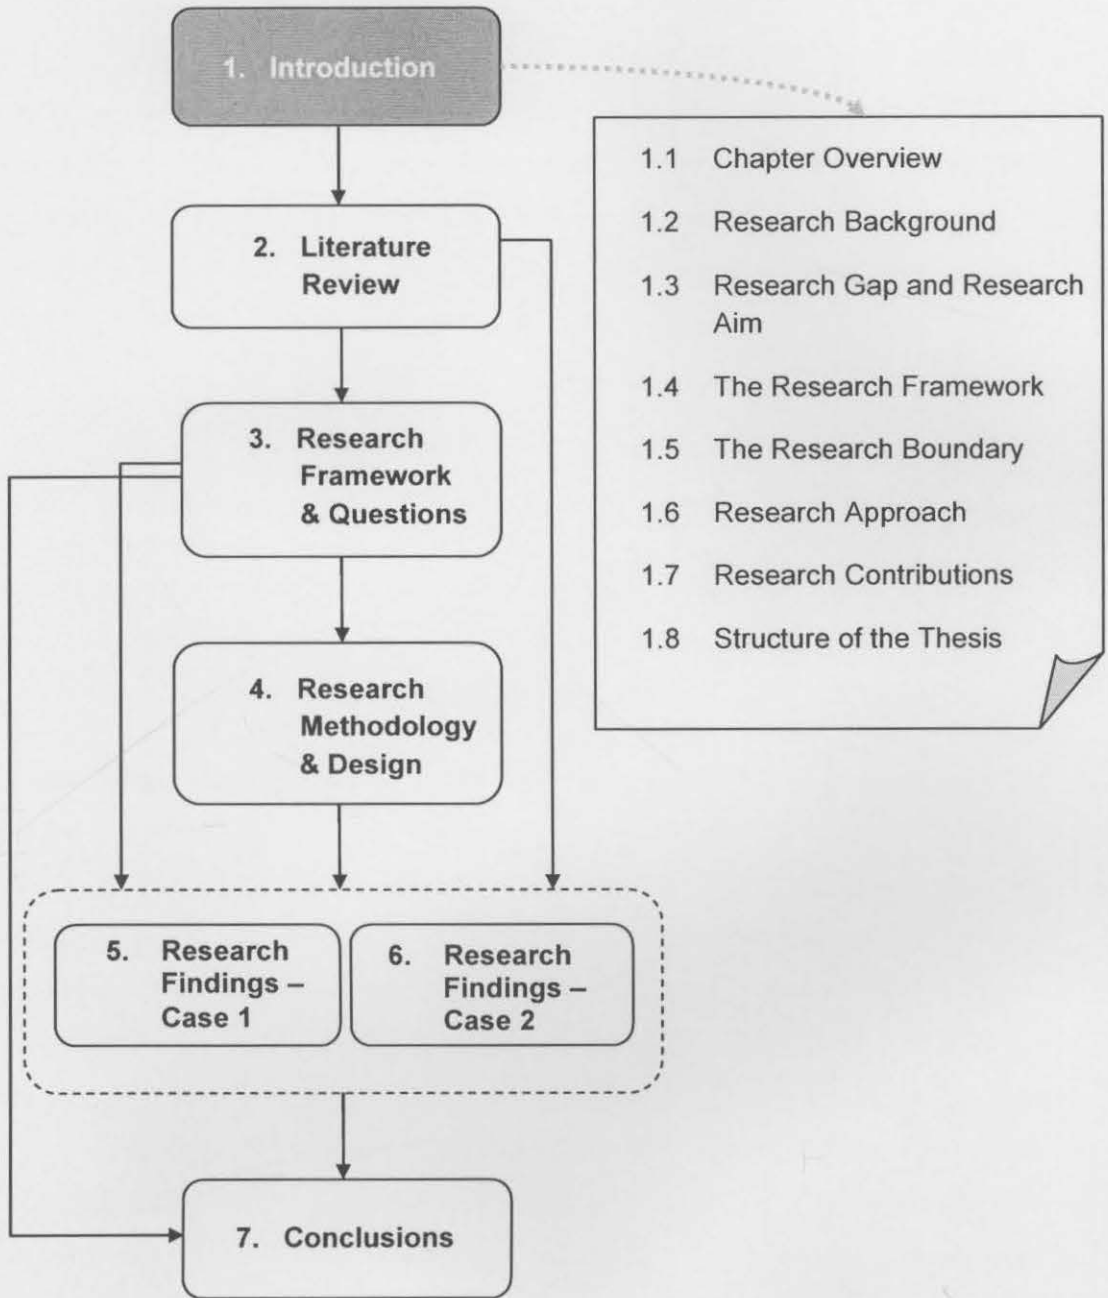 1. Introduction
1.1 Chapter Overview
1.2 Research Background
1.3 Research Gap and Research
Aim
1.4 The Research Framework
1.5 The Research Boundary
1.6 Research Approach
1.7 Research Contributions
1.8 Structure of the Thesis
2. Literature
Review
3. Research
Framework
& Questions
4. Research
Methodology
& Design
5. Research
Findings –
Case 1
6. Research
Findings –
Case 2
7. Conclusions